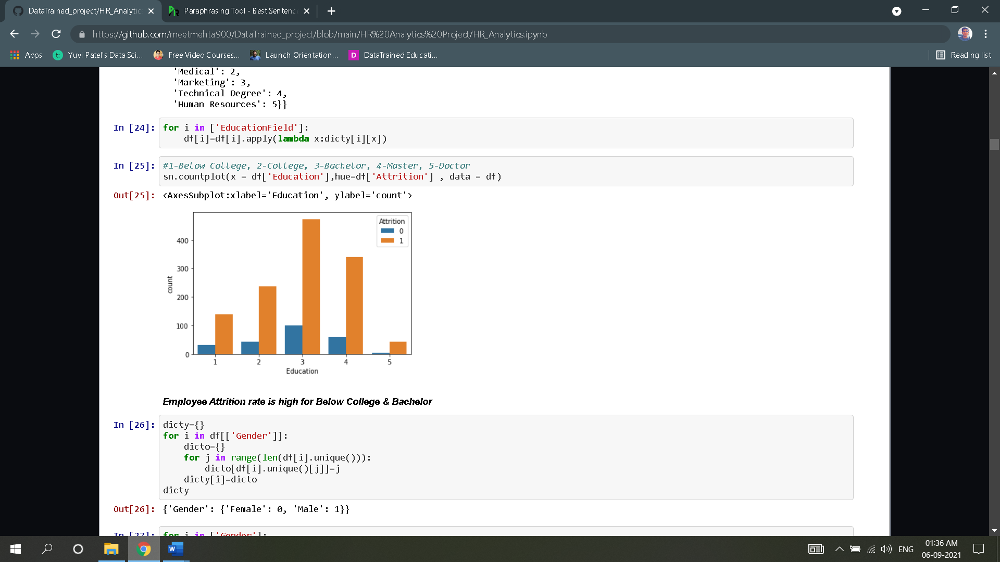 DataTrained_project/HR_Analytic
Paraphrasing Tool - Best Sentenc
https://github.com/meetmehta900/DataTrained_project/blob/main/HR%20Analytics%20Project/HR_Analytics.ipynb
Apps
Yuvi Patel's Data Sci...
Free Video Courses...
Launch Orientation...
D
DataTrained Educati...
Reading list
'Medical': 2,
'Marketing': 3,
'Technical Degree': 4,
'Human Resources': 5}}
In [24]: for i in ['EducationField']:
df[i]=df[i].apply(lambda x:dicty[i][x])
In [25]: #1-Below College, 2-College, 3-Bachelor, 4-Master, 5-Doctor
sn.countplot(x = df['Education'],hue=df['Attrition'] , data = df)
Out[25]: <AxesSubplot:xlabel='Education', ylabel='count'>
Attrition
0
1
400
300
200
100
0
count
1 2 3 4 5
Education
Employee Attrition rate is high for Below College & Bachelor
In [26]: dicty={}
for i in df[['Gender']]:
dicto={}
for j in range(len(df[i].unique())):
dicto[df[i].unique()[j]]=j
dicty[i]=dicto
dicty
Out[26]: {'Gender': {'Female': 0, 'Male': 1}}
In [27]: for i in ['Gender']:
W
ENG
01:36 AM
06-09-2021